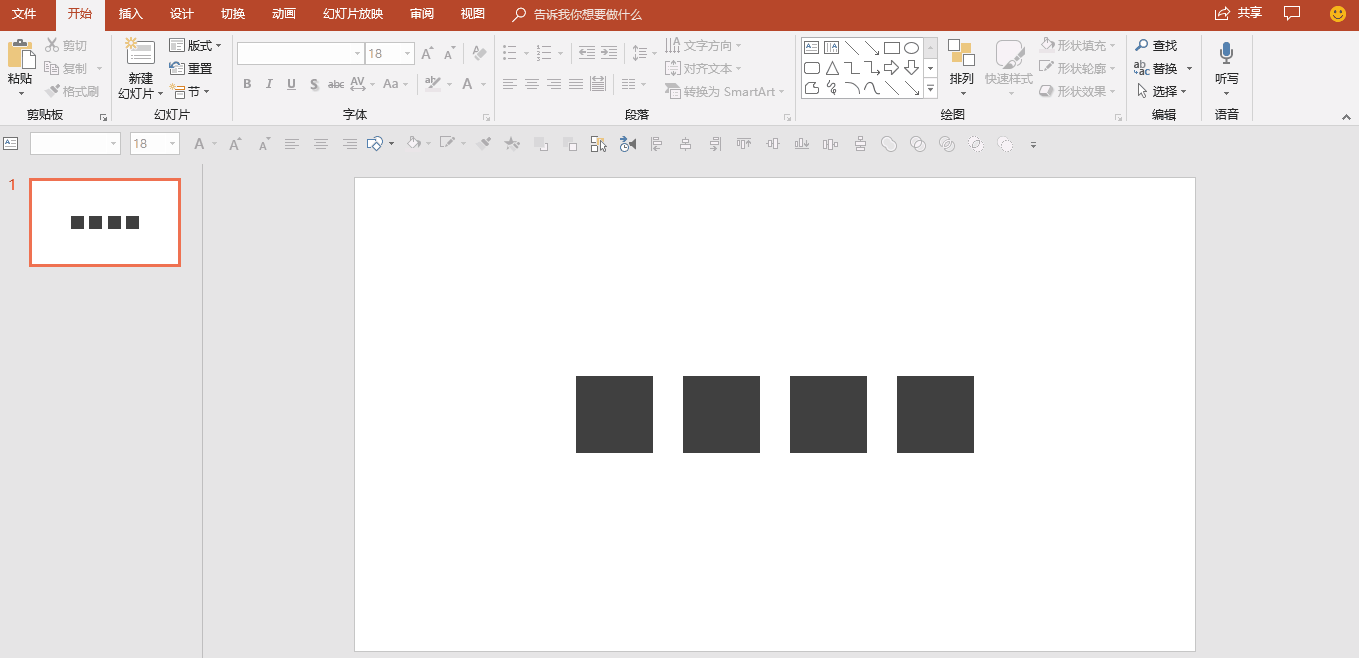 文件 开始 插入 设计 切换 动画 幻灯片放映 审阅 视图 告诉我你想要做什么 共享
剪切 版式 18 文字方向 形状填充 查找
粘贴 复制 新建 重置 对齐文本 排列 快速样式 形状轮廓 替换 听写
格式刷 幻灯片 节 B I U S abc AV Aa A 转换为 SmartArt 形状效果 选择
剪贴板 幻灯片 字体 段落 绘图 编辑 语音
18 A A A
1